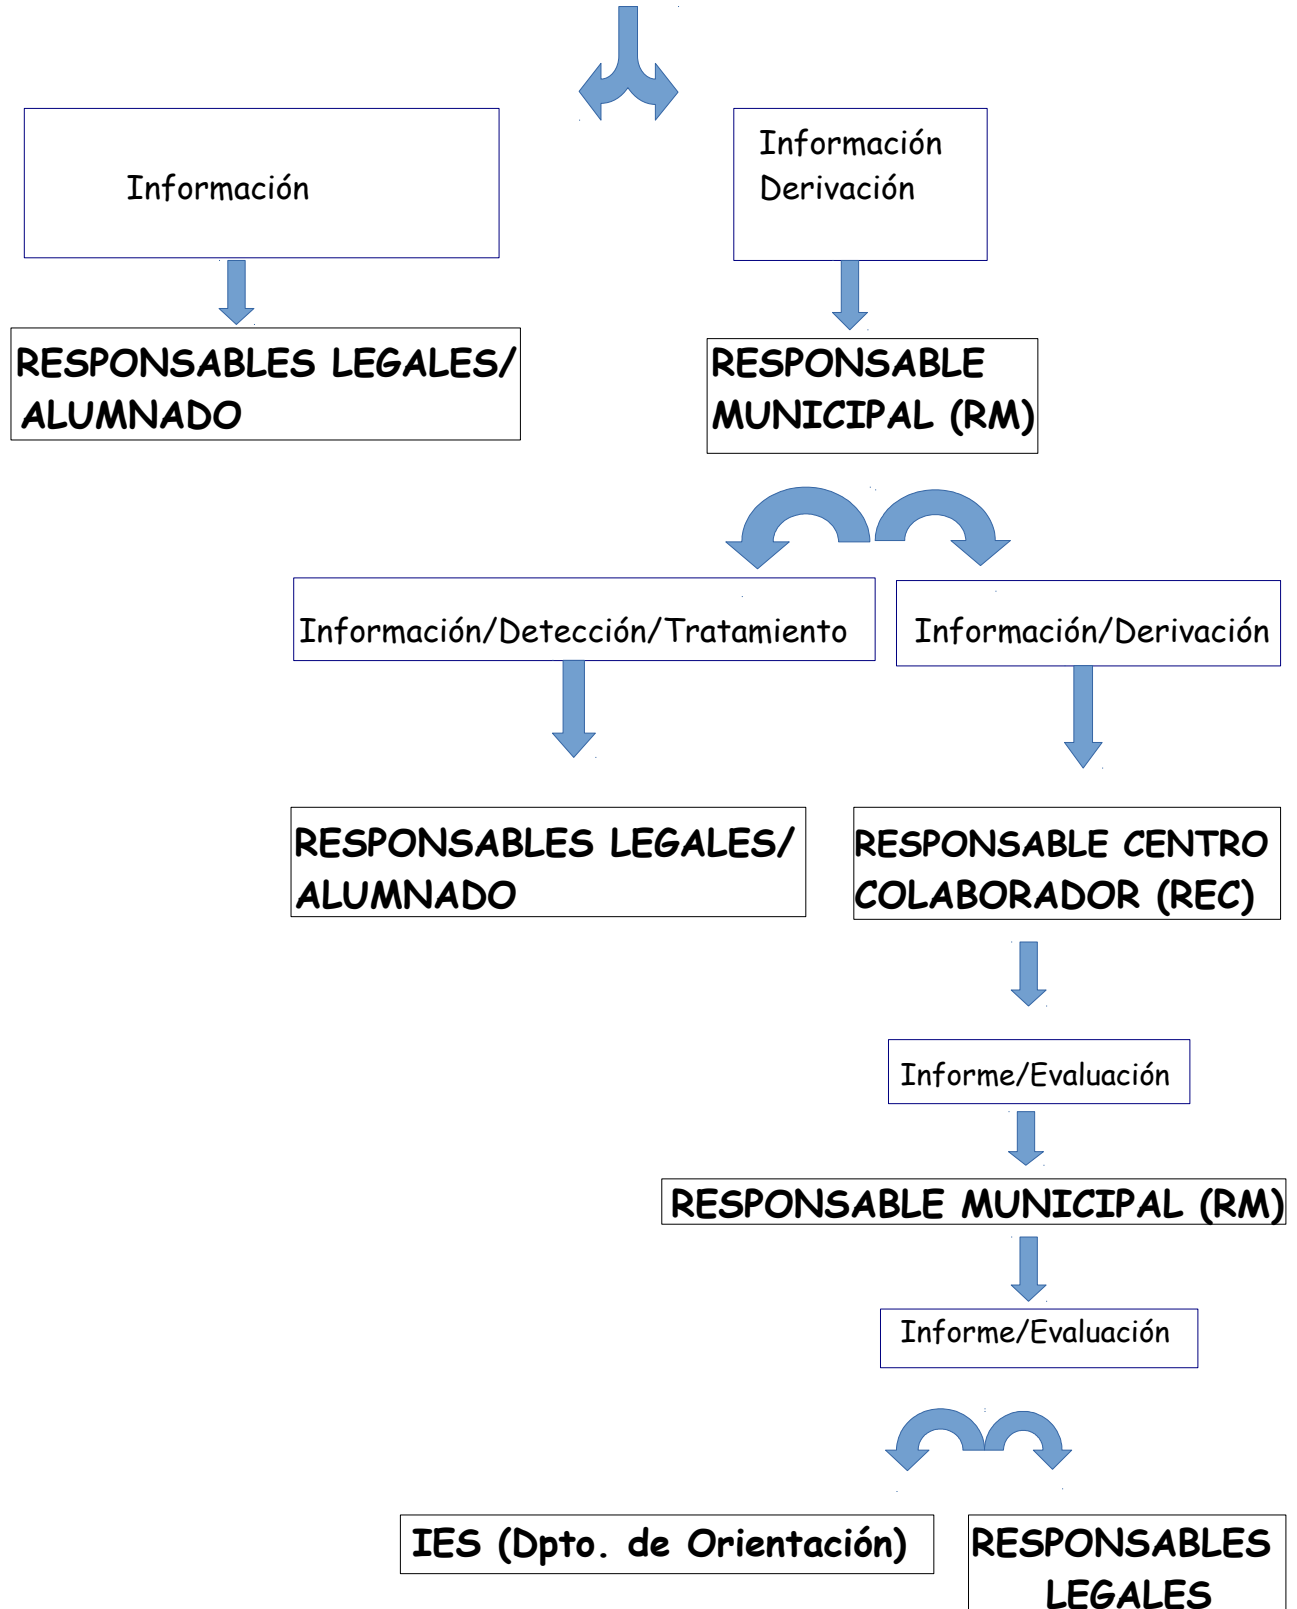 Información
Información
Derivación
RESPONSABLES LEGALES/
ALUMNADO
RESPONSABLE
MUNICIPAL (RM)
Información/Detección/Tratamiento
Información/Derivación
RESPONSABLES LEGALES/
ALUMNADO
RESPONSABLE CENTRO
COLABORADOR (REC)
Informe/Evaluación
RESPONSABLE MUNICIPAL (RM)
Informe/Evaluación
IES (Dpto. de Orientación)
RESPONSABLES
LEGALES